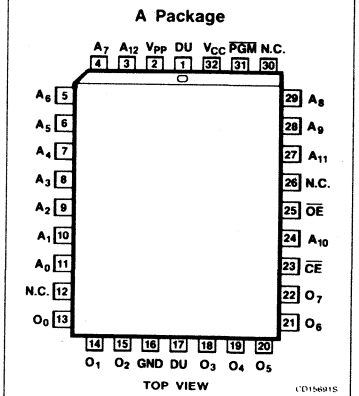 A Package
A7 A12 VPP DU VCC PGM N.C.
4 3 2 1 32 31 30
A6 5 29 A8
A5 6 28 A9
A4 7 27 A11
A3 8 26 N.C.
A2 9 25 OE
A1 10 24 A10
A0 11 23 CE
N.C. 12 22 O7
O0 13 21 O6
14 15 16 17 18 19 20
O1 O2 GND DU O3 O4 O5
TOP VIEW
CD15691S